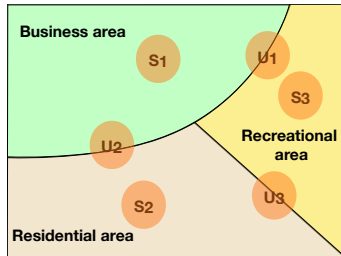 Business area
S1
U1
S3
U2
Recreational
area
S2
U3
Residential area